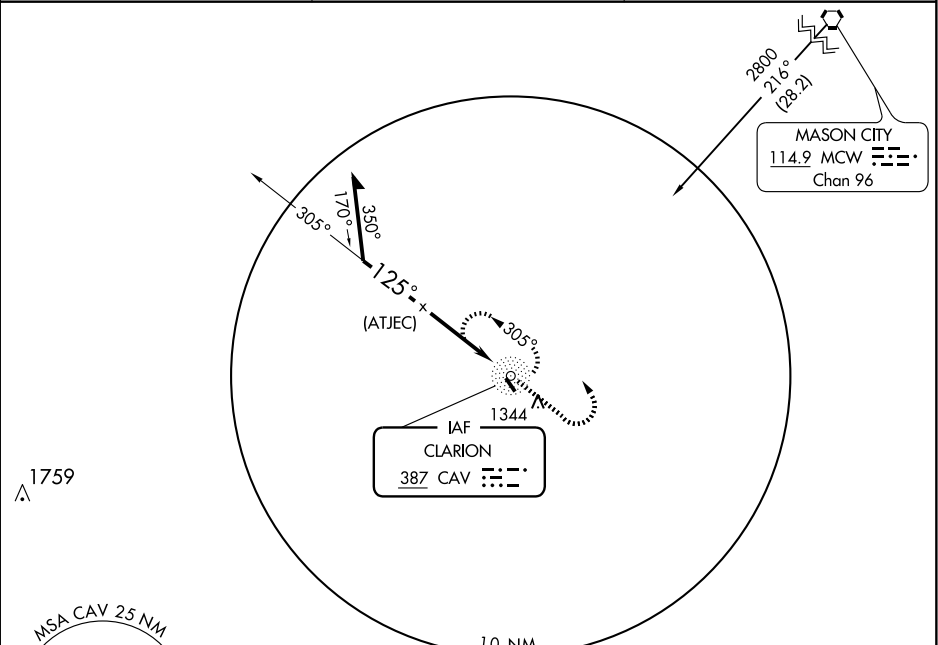 2800
216°
(28.2)
MASON CITY
114.9 MCW
Chan 96
305°
170°
350°
125°
(ATJEC)
305°
1344
IAF
CLARION
387 CAV
1759
MSA CAV 25 NM
10 NM